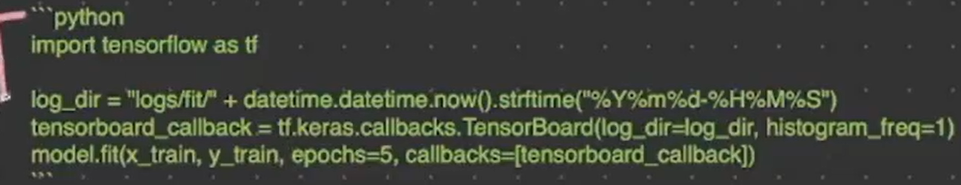 ```python
import tensorflow as tf
log_dir = "logs/fit/" + datetime.datetime.now().strftime("%Y%m%d-%H%M%S")
tensorboard_callback = tf.keras.callbacks.TensorBoard(log_dir=log_dir, histogram_freq=1)
model.fit(x_train, y_train, epochs=5, callbacks=[tensorboard_callback])
```